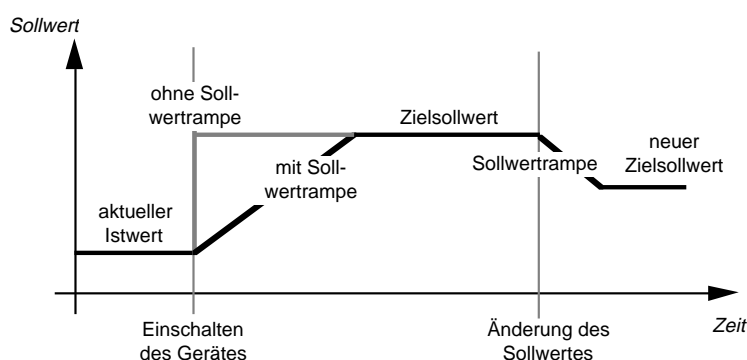 Sollwert
ohne Soll-
wertrampe
Zielsollwert
neuer
Zielsollwert
mit Soll-
wertrampe
Sollwertrampe
aktueller
Istwert
Zeit
Einschalten
des Gerätes
Änderung des
Sollwertes